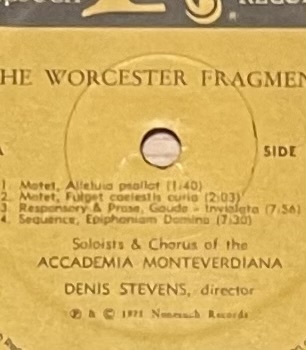 HE WORCESTER FRAGMEN
SIDE
1. Motet, Alleluia psallat (1:40)
2. Motet, Fulget coelestis curia (2:03)
3. Responsory & Prose, Gaude – Inviolata (7:56)
4. Sequence, Epiphaniam Domino (7:30)
Soloists & Chorus of the
ACCADEMIA MONTEVERDIANA
DENIS STEVENS, director
℗ & © 1971 Nonesuch Records